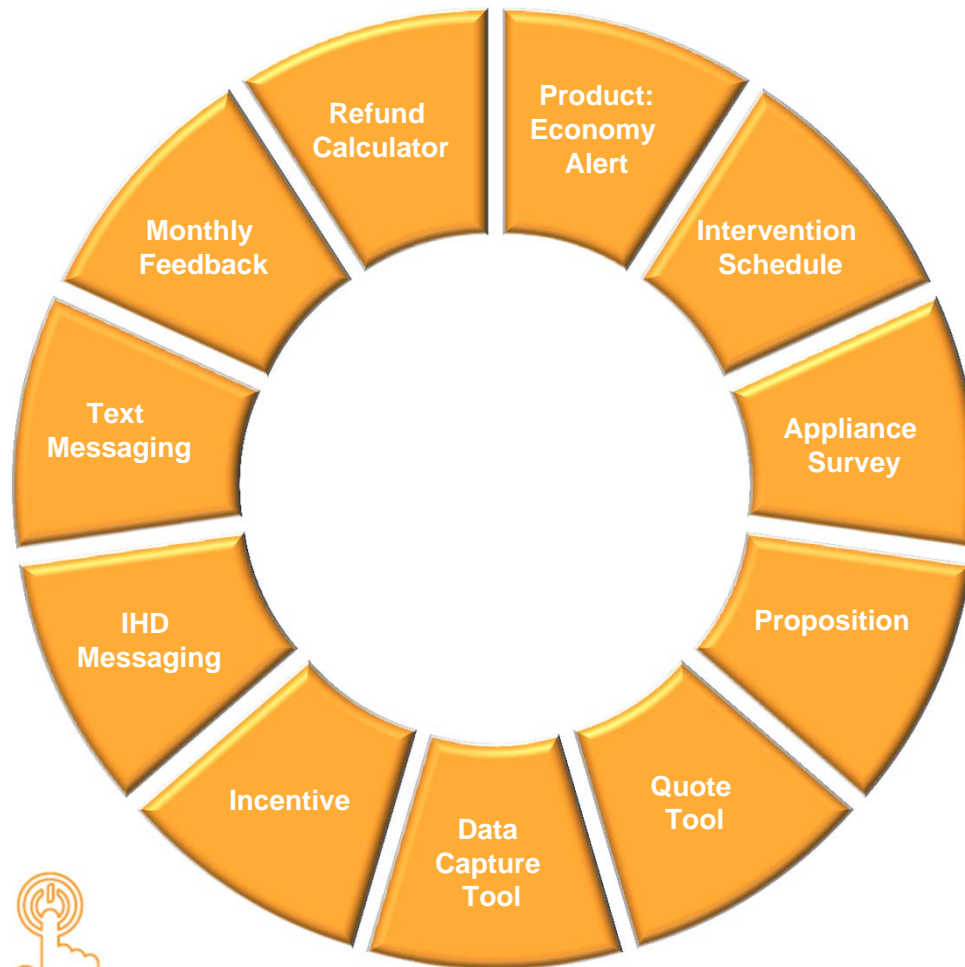 Product:
Economy
Alert
Intervention
Schedule
Appliance
Survey
Proposition
Quote
Tool
Data
Capture
Tool
Incentive
IHD
Messaging
Text
Messaging
Monthly
Feedback
Refund
Calculator